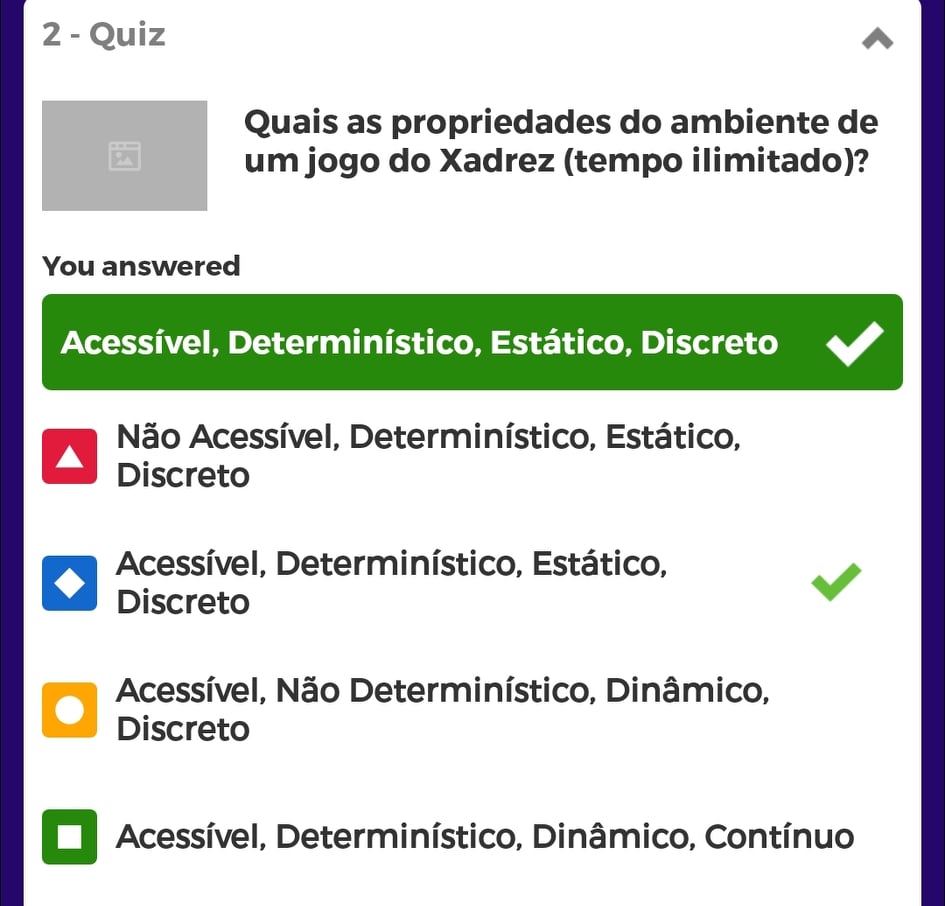 2 - Quiz
Quais as propriedades do ambiente de
um jogo do Xadrez (tempo ilimitado)?
You answered
Acessível, Determinístico, Estático, Discreto
Não Acessível, Determinístico, Estático,
Discreto
Acessível, Determinístico, Estático,
Discreto
Acessível, Não Determinístico, Dinâmico,
Discreto
Acessível, Determinístico, Dinâmico, Contínuo